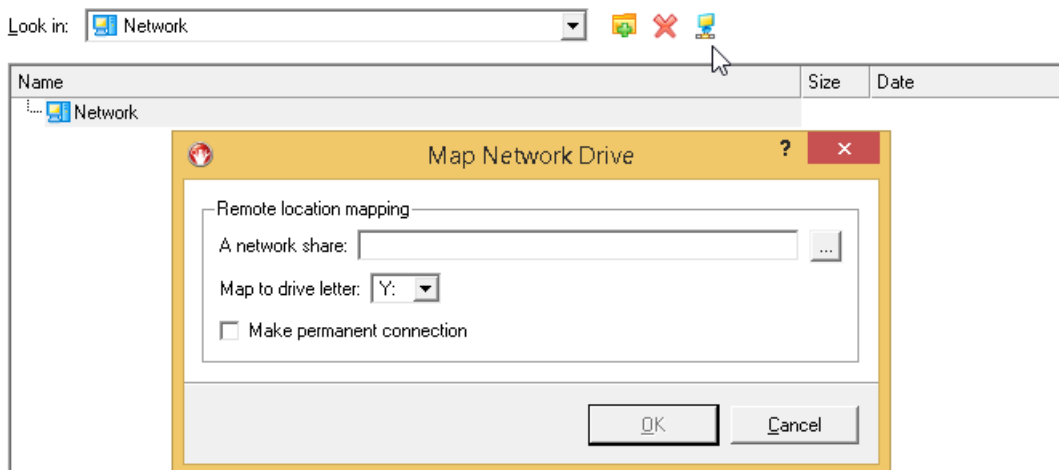 Look in: Network
Name Size Date
Network
Map Network Drive ? ×
Remote location mapping
A network share: ...
Map to drive letter: Y:
Make permanent connection
OK Cancel